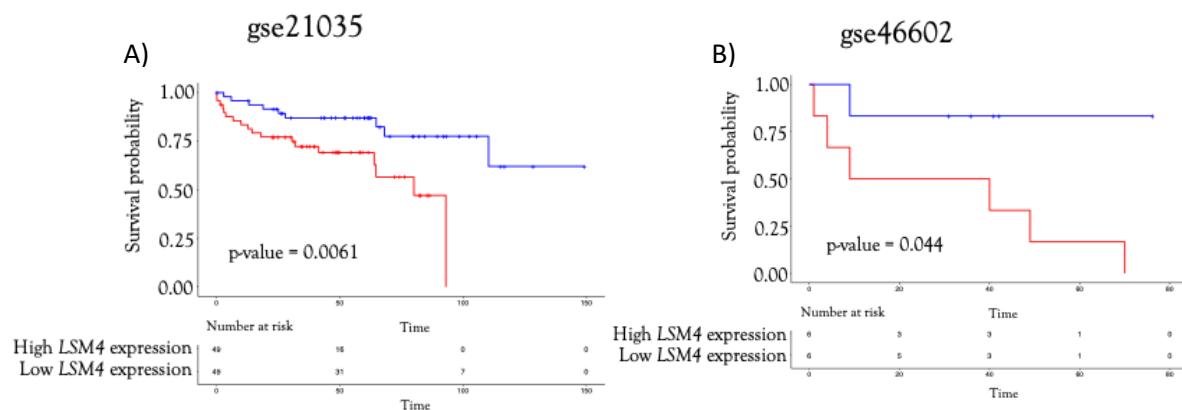 gse21035
gse46602
A)
B)
Survival probability
1.00
0.75
0.50
0.25
0.00
p-value = 0.0061
0
50
100
150
Number at risk
Time
High LSM4 expression
49
16
0
0
Low LSM4 expression
49
31
7
0
0
50
100
150
Time
Survival probability
1.00
0.75
0.50
0.25
0.00
p-value = 0.044
0
20
40
60
80
Number at risk
Time
High LSM4 expression
6
3
3
1
0
Low LSM4 expression
6
5
3
1
0
0
20
40
60
80
Time